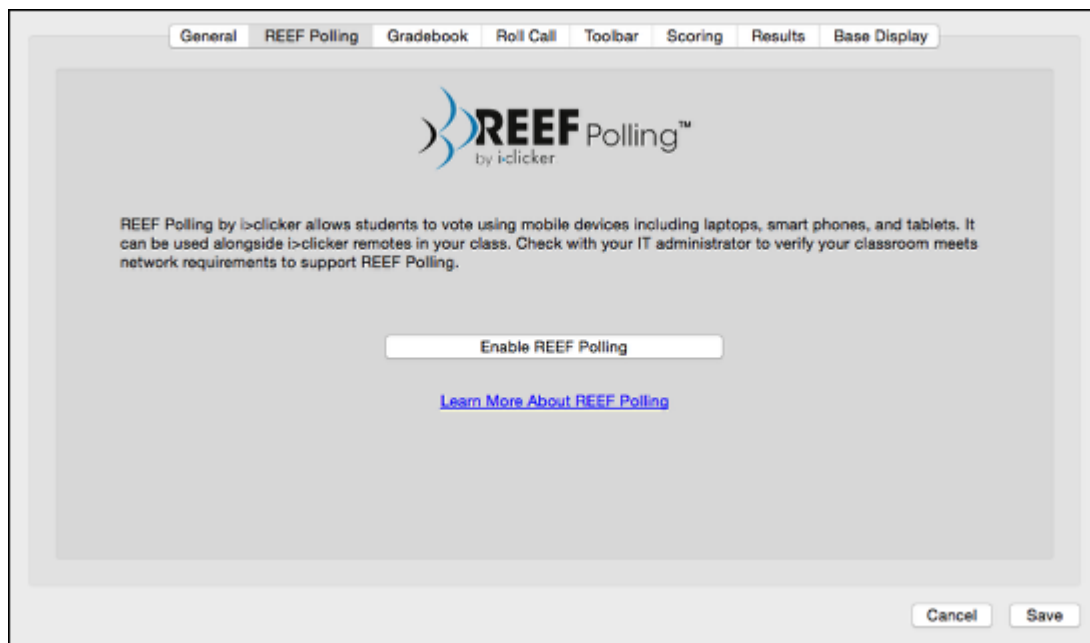 General REEF Polling Gradebook Roll Call Toolbar Scoring Results Base Display
REEF Polling™
by i>clicker
REEF Polling by i>clicker allows students to vote using mobile devices including laptops, smart phones, and tablets. It
can be used alongside i>clicker remotes in your class. Check with your IT administrator to verify your classroom meets
network requirements to support REEF Polling.
Enable REEF Polling
Learn More About REEF Polling
Cancel Save